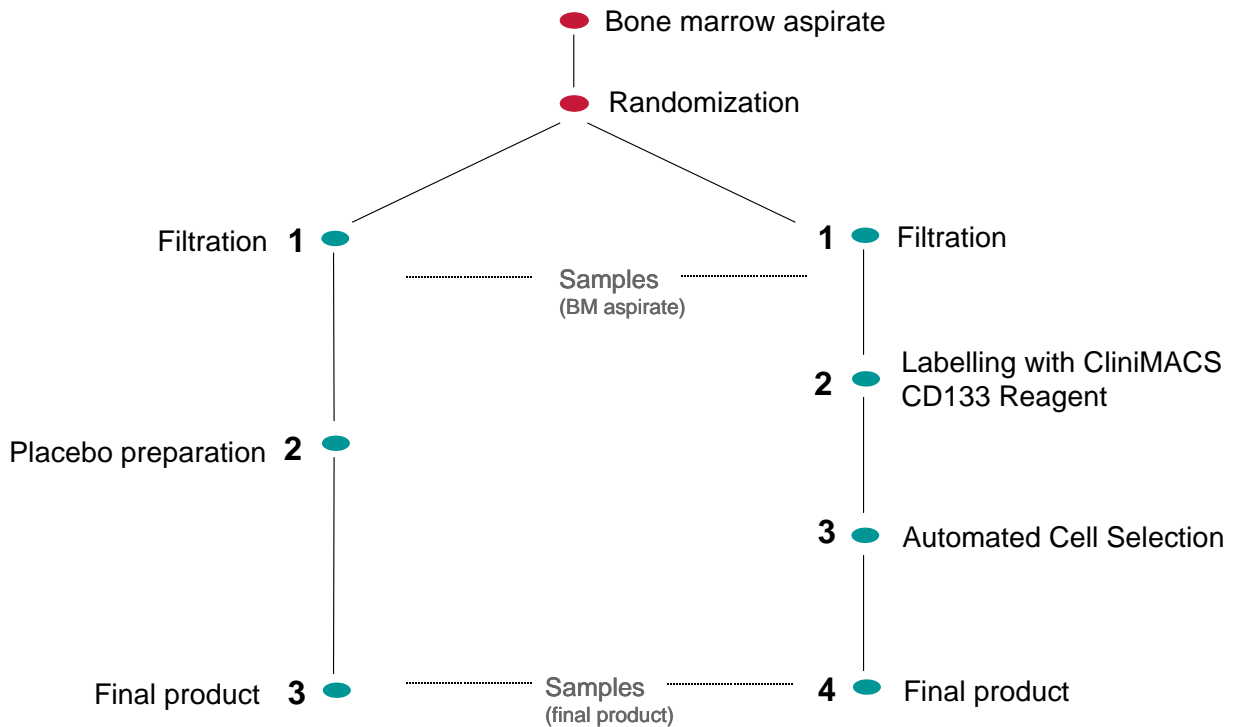 Bone marrow aspirate
Randomization
Filtration 1
1 Filtration
Samples
(BM aspirate)
2 Labelling with CliniMACS
CD133 Reagent
Placebo preparation 2
3 Automated Cell Selection
Final product 3
Samples
(final product)
4 Final product